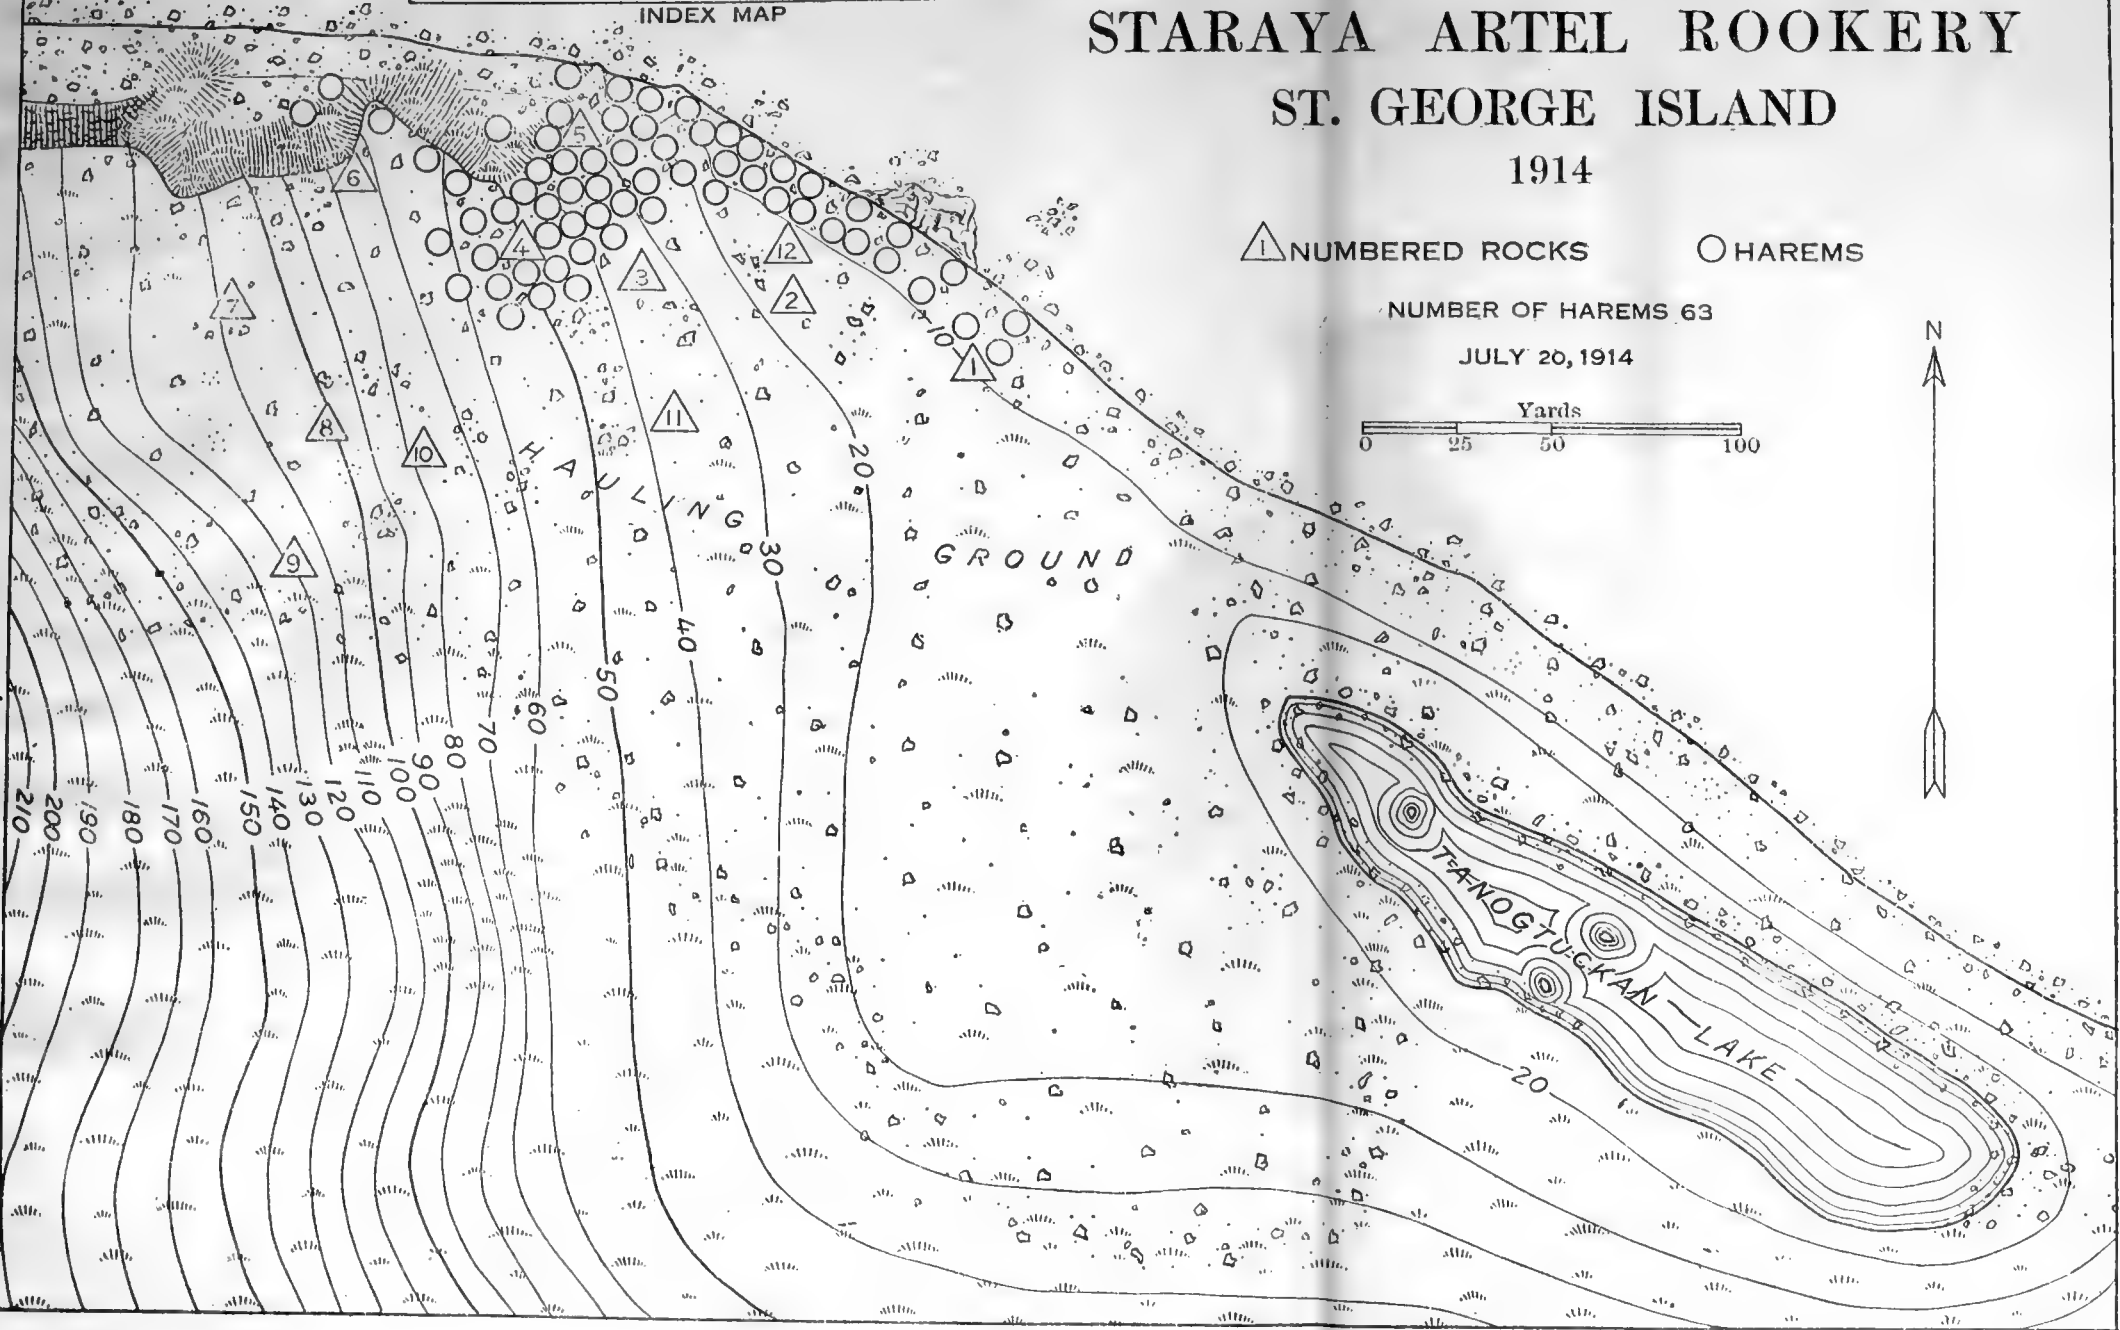 INDEX MAP
STARAYA ARTEL ROOKERY
ST. GEORGE ISLAND
1914
1 NUMBERED ROCKS
HAREMS
NUMBER OF HAREMS 63
JULY 20, 1914
Yards
0 25 50 100
N
5
6
4
12
3
2
7
10
1
11
8
10
9
20
30
40
50
60
70
80
90
100
110
120
130
140
150
160
170
180
190
200
210
HAULING
GROUND
TANOGTUCKAN LAKE
20